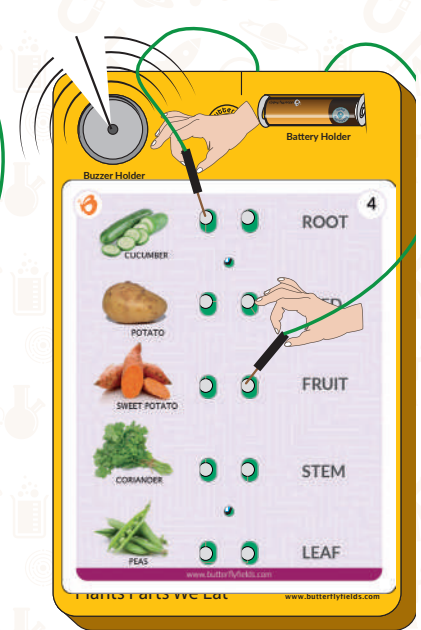 Buzzer Holder
Battery Holder
4
CUCUMBER
ROOT
POTATO
SWEET POTATO
FRUIT
CORIANDER
STEM
PEAS
LEAF
www.butterflyfields.com
Plants Parts We Eat
www.butterflyfields.com